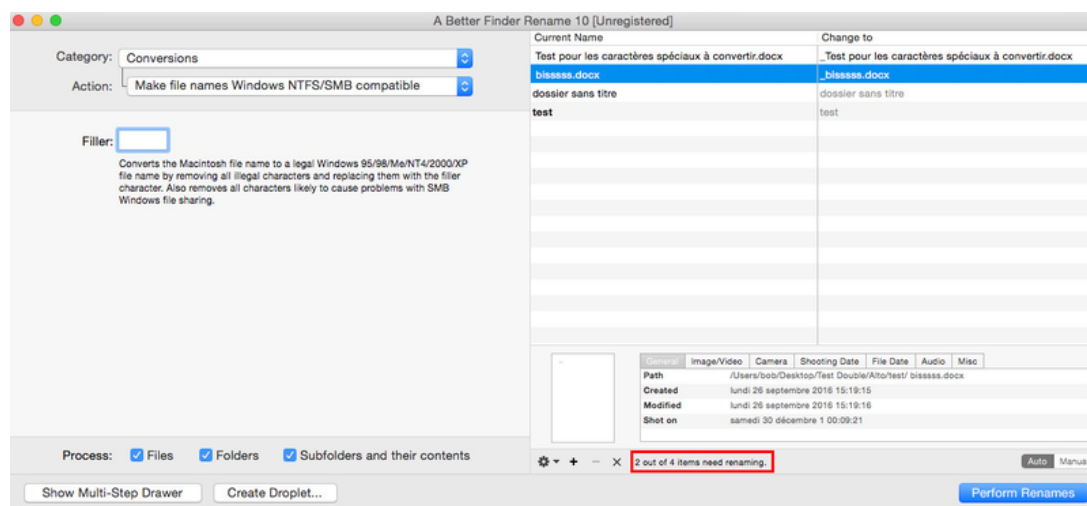 A Better Finder Rename 10 [Unregistered]
Category: Conversions
Action: Make file names Windows NTFS/SMB compatible
Filler:
Converts the Macintosh file name to a legal Windows 95/98/Me/NT4/2000/XP
file name by removing all illegal characters and replacing them with the filler
character. Also removes all characters likely to cause problems with SMB
Windows file sharing.
Process: Files Folders Subfolders and their contents
Show Multi-Step Drawer Create Droplet...
Current Name Change to
Test pour les caractères spéciaux à convertir.docx _Test pour les caractères spéciaux à convertir.docx
bisssss.docx _bisssss.docx
dossier sans titre dossier sans titre
test test
General Image/Video Camera Shooting Date File Date Audio Misc
Path /Users/bob/Desktop/Test Double/Alto/test/ bisssss.docx
Created lundi 26 septembre 2016 15:19:15
Modified lundi 26 septembre 2016 15:19:16
Shot on samedi 30 décembre 1 00:09:21
2 out of 4 items need renaming.
Auto Manua
Perform Renames